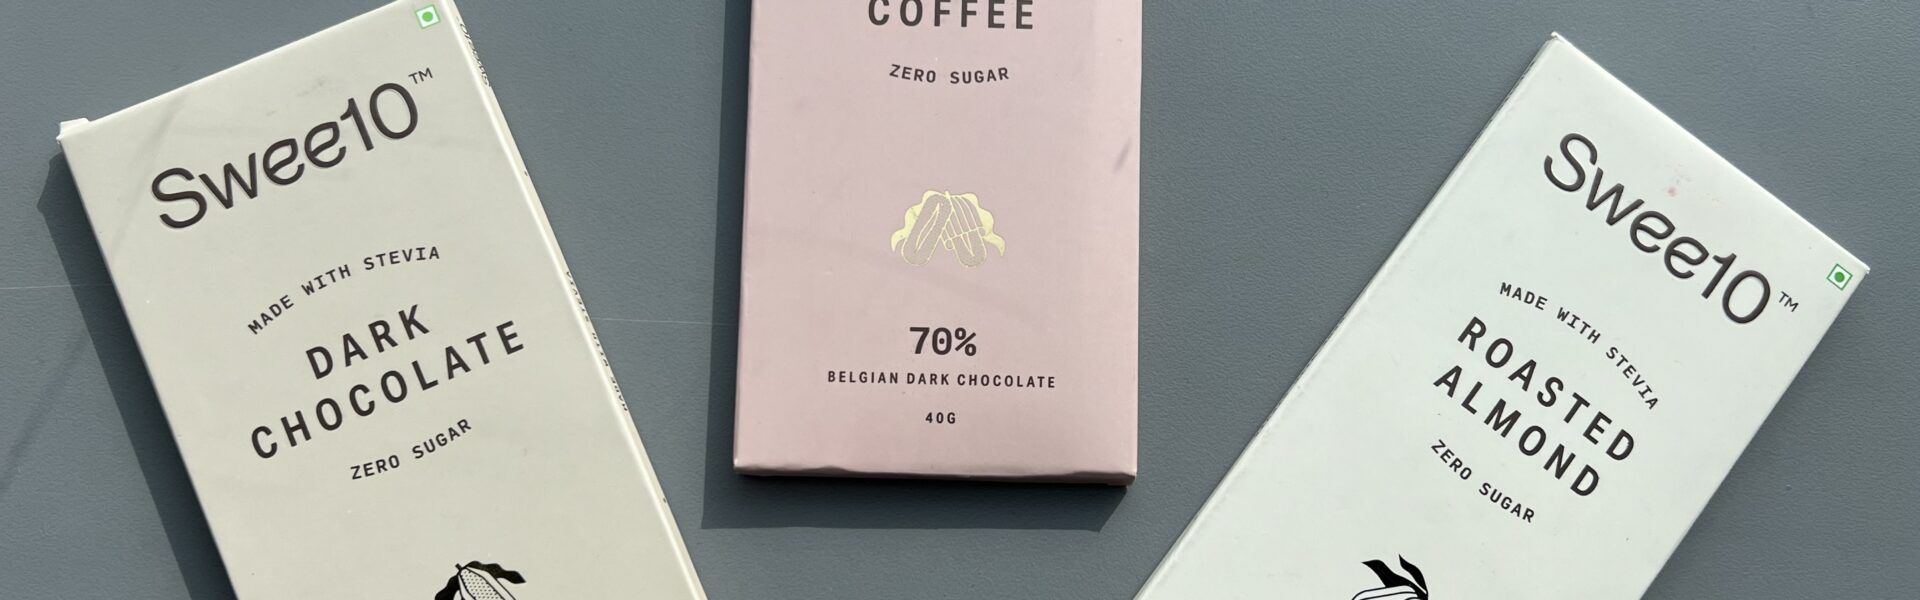 Swee10™
MADE WITH STEVIA
DARK
CHOCOLATE
ZERO SUGAR
COFFEE
ZERO SUGAR
70%
BELGIAN DARK CHOCOLATE
40G
Swee10™
MADE WITH STEVIA
ROASTED
ALMOND
ZERO SUGAR